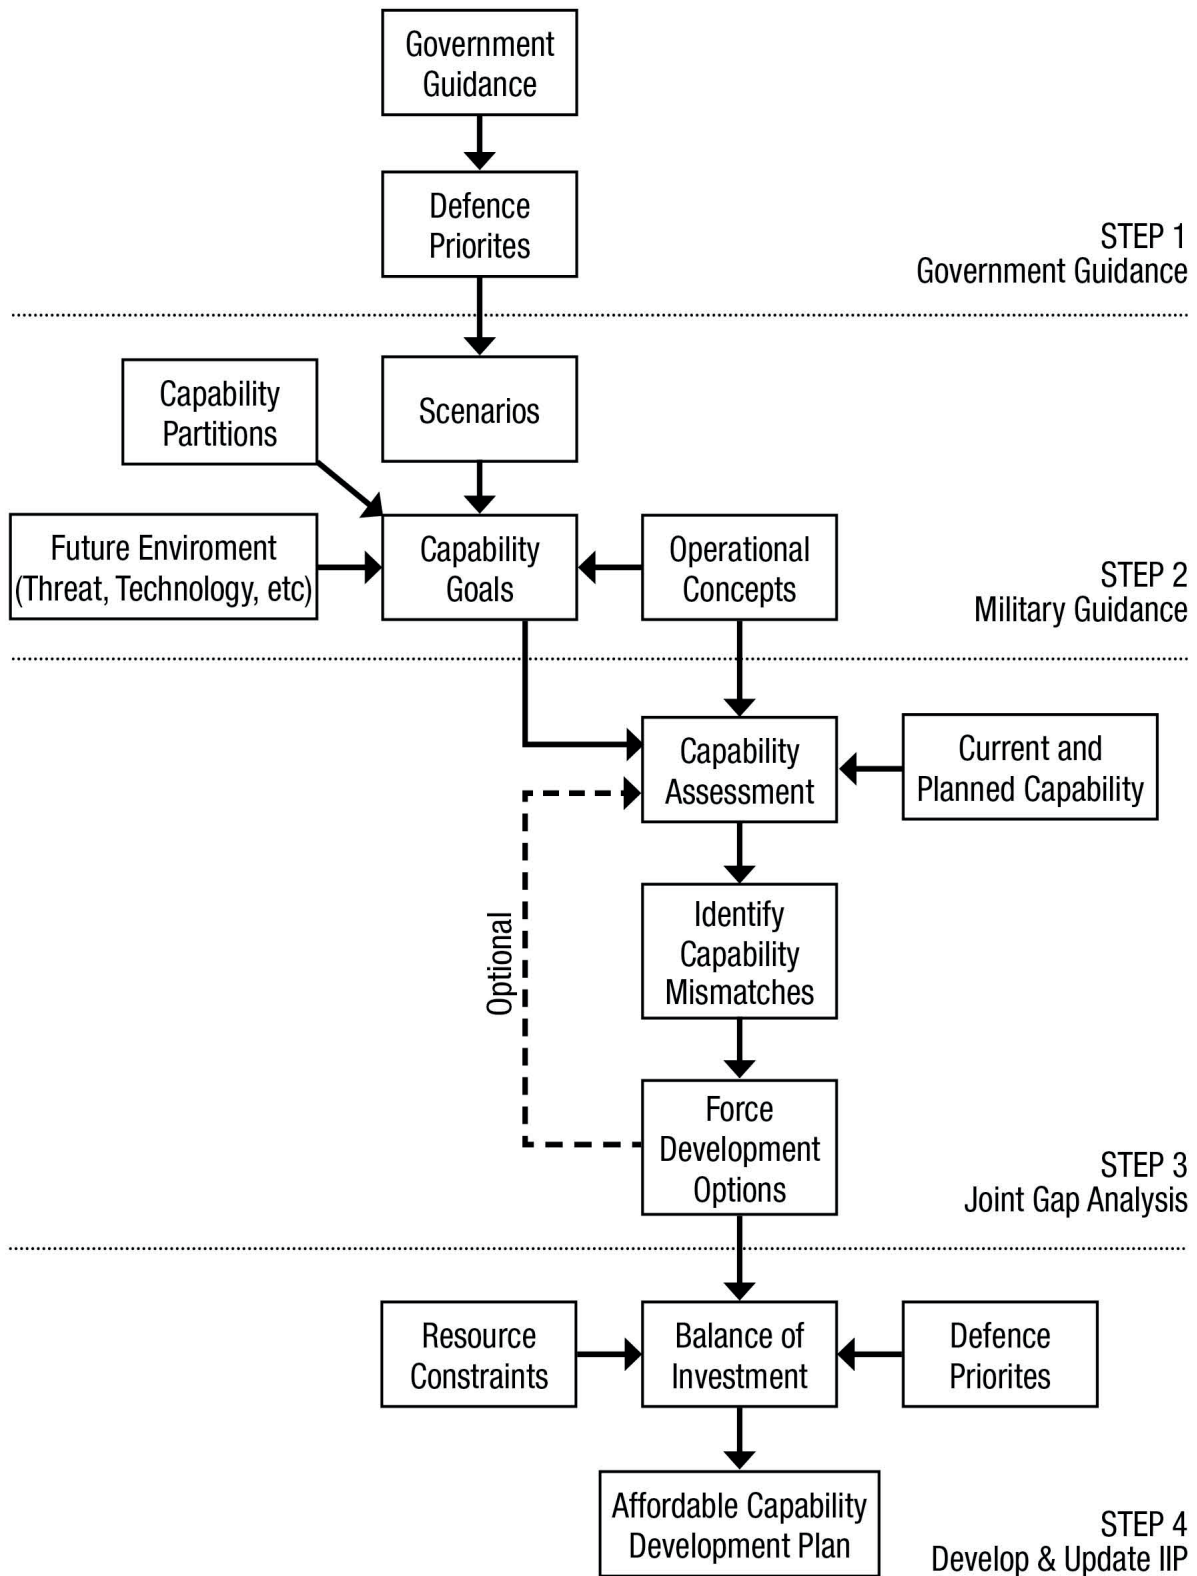 Government
Guidance
Defence
Priorites
STEP 1
Government Guidance
Capability
Partitions
Scenarios
Future Enviroment
(Threat, Technology, etc)
Capability
Goals
Operational
Concepts
STEP 2
Military Guidance
Capability
Assessment
Current and
Planned Capability
Identify
Capability
Mismatches
Optional
Force
Development
Options
STEP 3
Joint Gap Analysis
Resource
Constraints
Balance of
Investment
Defence
Priorites
Affordable Capability
Development Plan
STEP 4
Develop & Update IIP